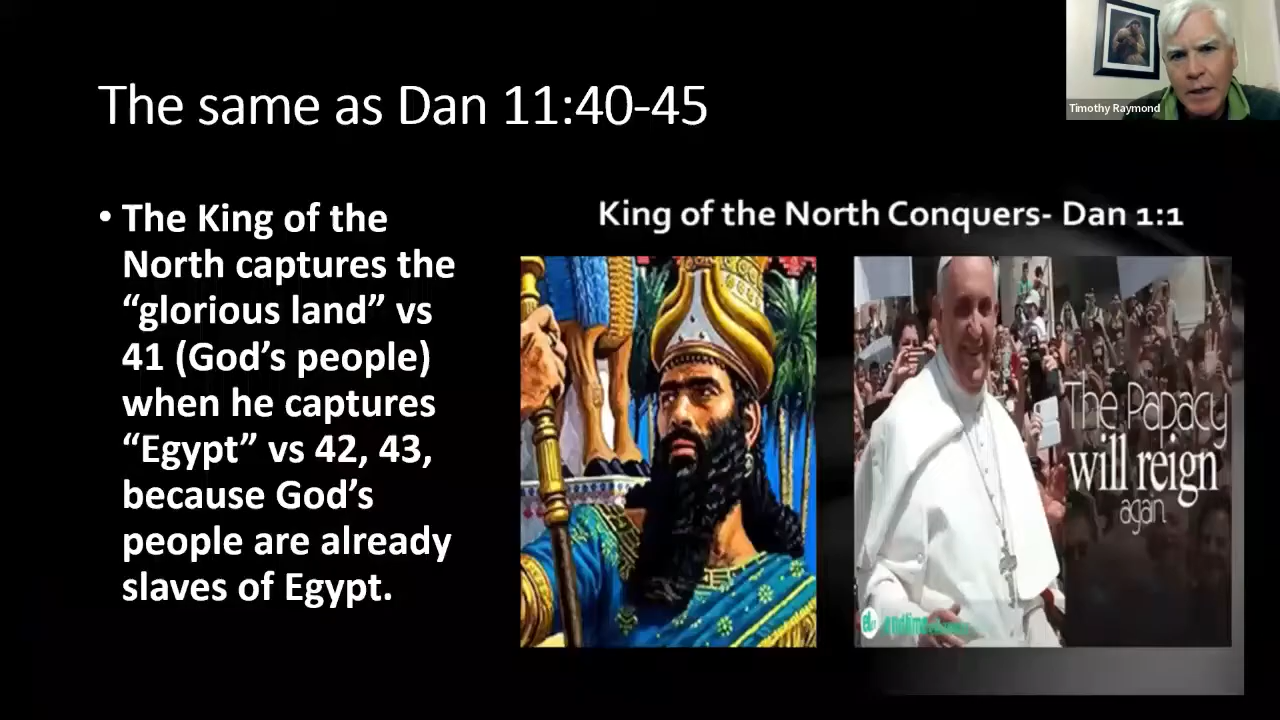 The same as Dan 11:40-45
Timothy Raymond
• The King of the
North captures the
“glorious land” vs
41 (God’s people)
when he captures
“Egypt” vs 42, 43,
because God’s
people are already
slaves of Egypt.
King of the North Conquers- Dan 1:1
The Papacy
will reign
again